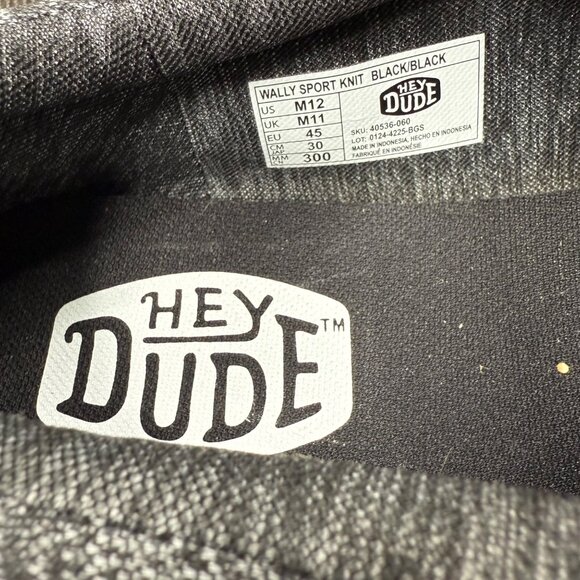 WALLY SPORT KNIT BLACK/BLACK
US M12
UK M11
EU 45
CM 30
MM 300
HEY
DUDE
SKU: 40536-060
LOT: 0124-4225-BGS
MADE IN INDONESIA, HECHO EN INDONESIA
FABRIQUÉ EN INDONÉSIE
HEY
DUDE™